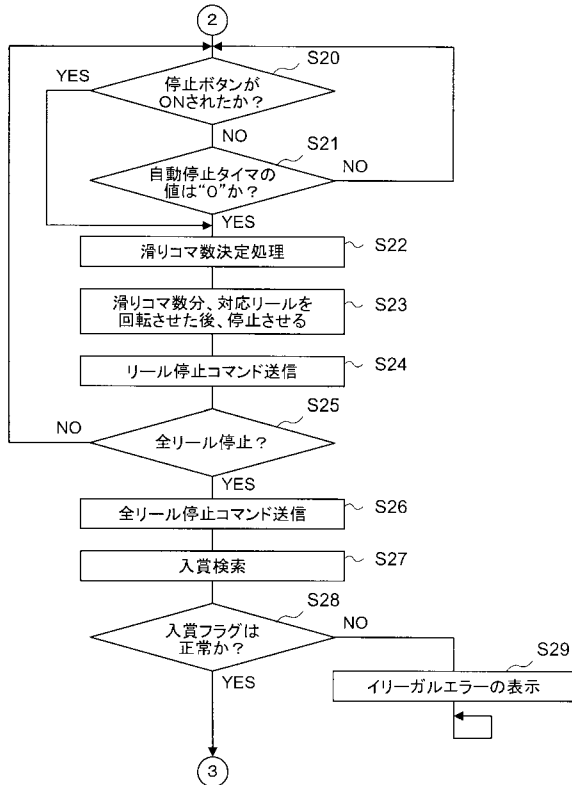 2
S20
YES
停止ボタンが
ONされたか？
NO
S21
自動停止タイマの
値は“0”か？
NO
YES
滑りコマ数決定処理
S22
滑りコマ数分、対応リールを
回転させた後、停止させる
S23
リール停止コマンド送信
S24
S25
NO
全リール停止？
YES
全リール停止コマンド送信
S26
入賞検索
S27
S28
入賞フラグは
正常か？
NO
S29
イリーガルエラーの表示
YES
3